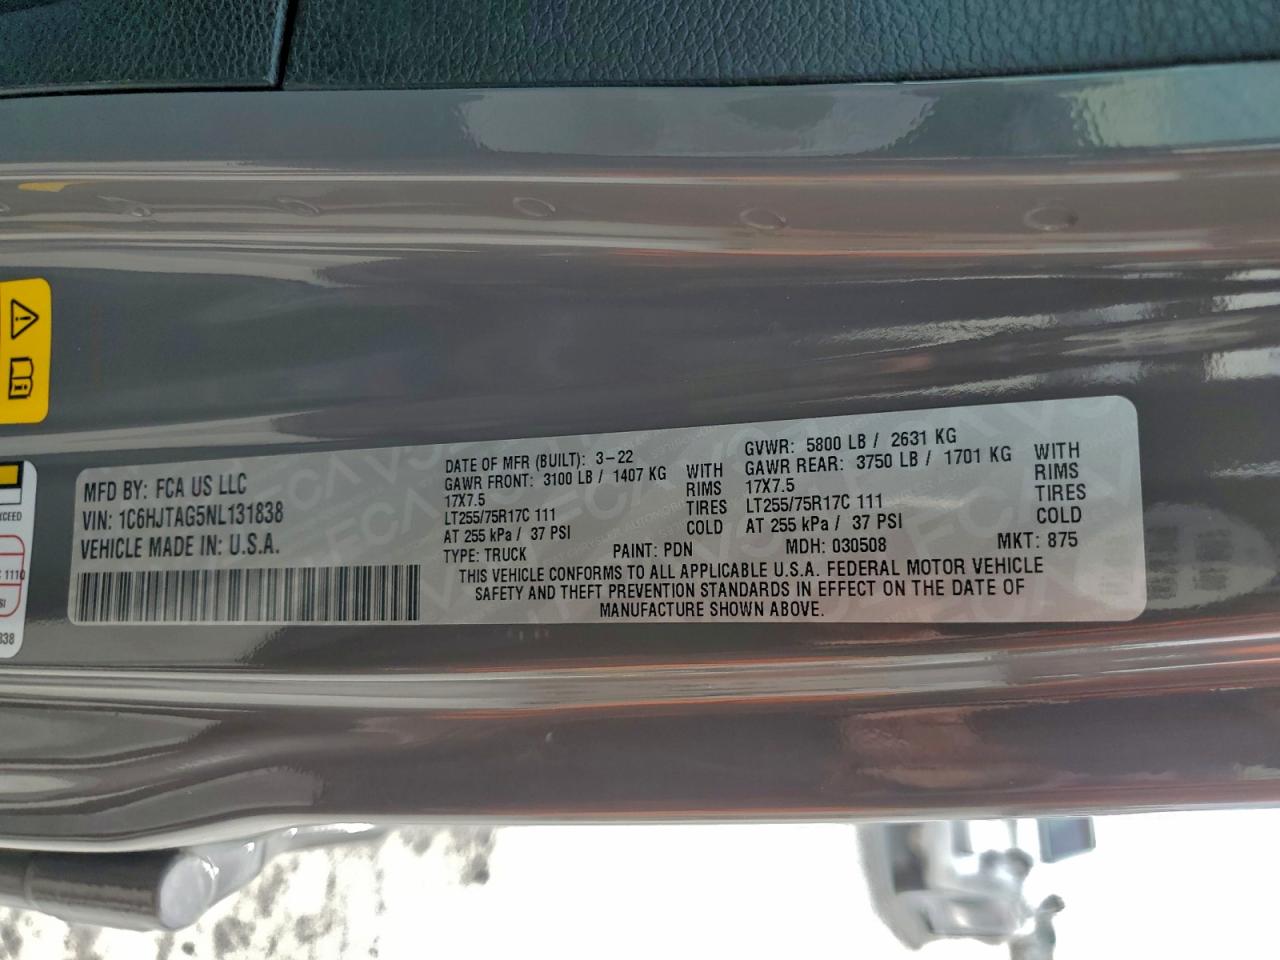 MFD BY: FCA US LLC
VIN: 1C6HJTAG5NL131838
VEHICLE MADE IN: U.S.A.
DATE OF MFR (BUILT): 3-22
GAWR FRONT: 3100 LB / 1407 KG WITH
17X7.5 RIMS
LT255/75R17C 111 TIRES
AT 255 kPa / 37 PSI COLD
GVWR: 5800 LB / 2631 KG
GAWR REAR: 3750 LB / 1701 KG WITH
17X7.5 RIMS
LT255/75R17C 111 TIRES
AT 255 kPa / 37 PSI COLD
TYPE: TRUCK PAINT: PDN MDH: 030508 MKT: 875
THIS VEHICLE CONFORMS TO ALL APPLICABLE U.S.A. FEDERAL MOTOR VEHICLE
SAFETY AND THEFT PREVENTION STANDARDS IN EFFECT ON THE DATE OF
MANUFACTURE SHOWN ABOVE.
XCEED
C 111
SI
838